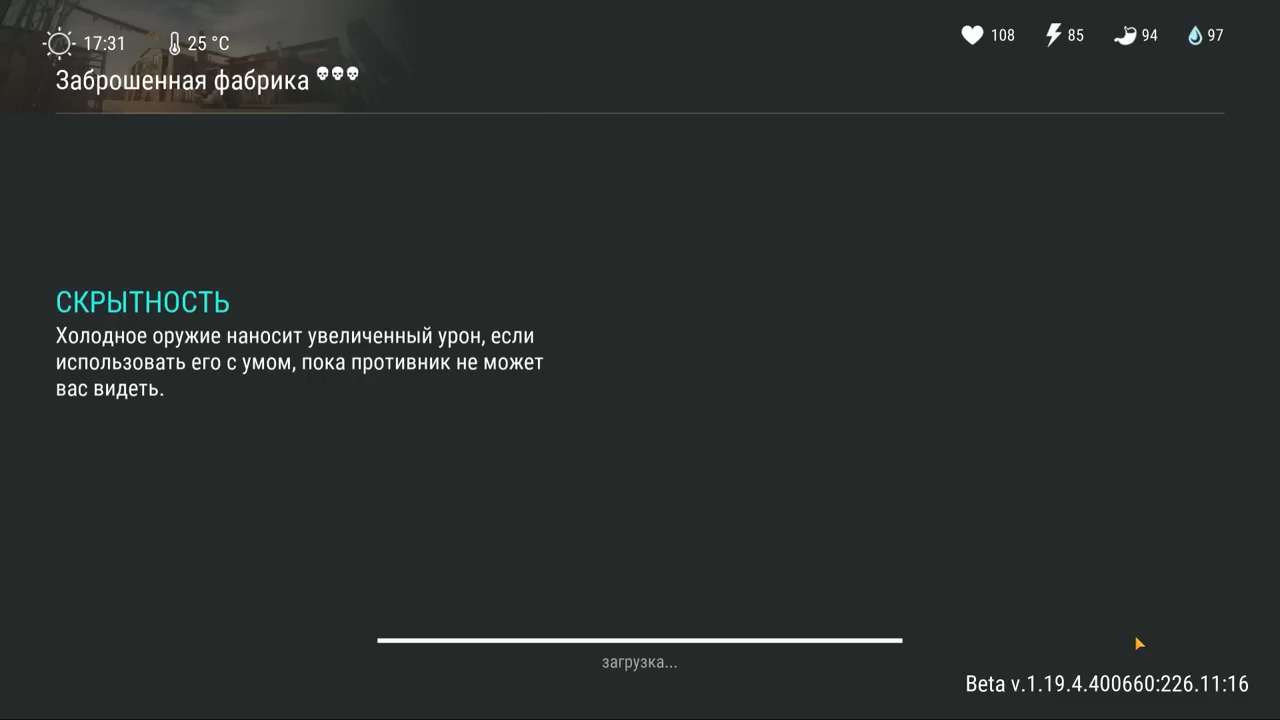 17:31 25 °C
108 85 94 97
Заброшенная фабрика
СКРЫТНОСТЬ
Холодное оружие наносит увеличенный урон, если
использовать его с умом, пока противник не может
вас видеть.
загрузка...
Beta v.1.19.4.400660:226.11:16